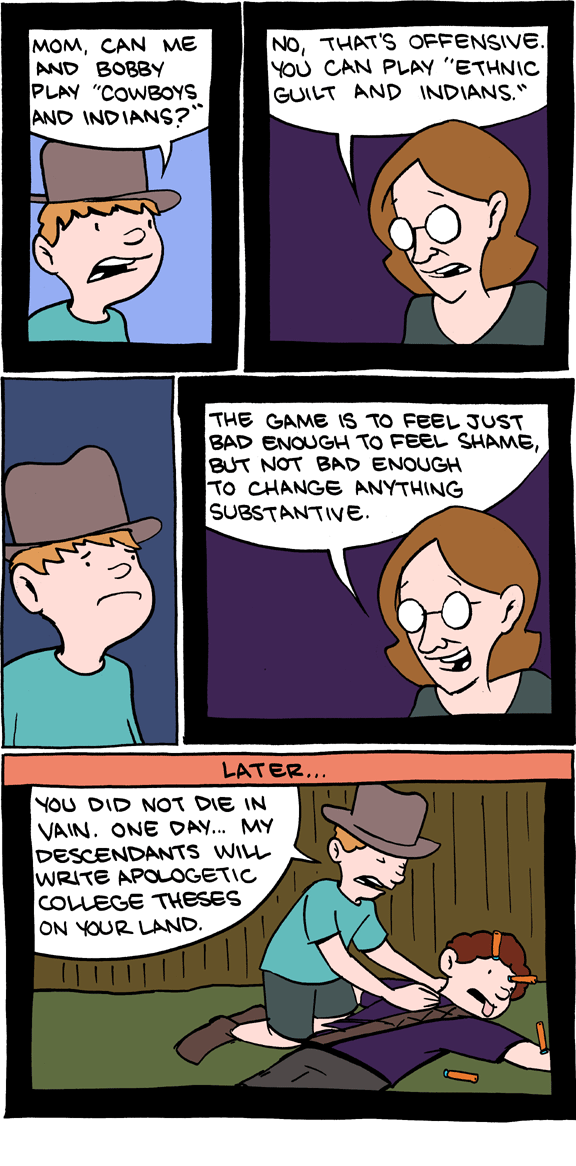 MOM, CAN ME
AND BOBBY
PLAY "COWBOYS
AND INDIANS?"
NO, THAT'S OFFENSIVE.
YOU CAN PLAY "ETHNIC
GUILT AND INDIANS."
THE GAME IS TO FEEL JUST
BAD ENOUGH TO FEEL SHAME,
BUT NOT BAD ENOUGH
TO CHANGE ANYTHING
SUBSTANTIVE.
LATER...
YOU DID NOT DIE IN
VAIN. ONE DAY... MY
DESCENDANTS WILL
WRITE APOLOGETIC
COLLEGE THESES
ON YOUR LAND.